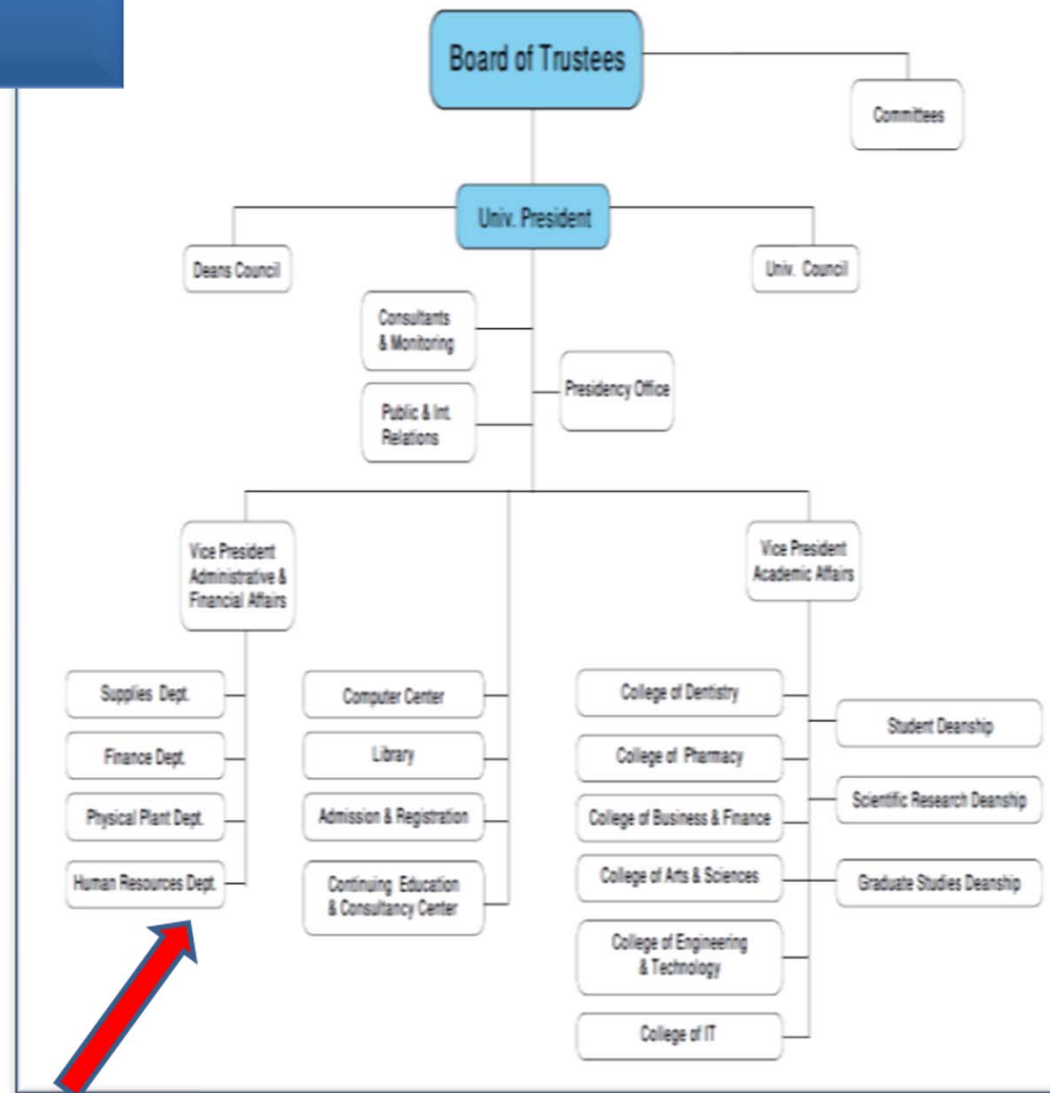 Board of Trustees
Committees
Univ. President
Deans Council
Univ. Council
Consultants
& Monitoring
Presidency Office
Public & Int.
Relations
Vice President
Administrative &
Financial Affairs
Vice President
Academic Affairs
Supplies Dept.
Finance Dept.
Physical Plant Dept.
Human Resources Dept.
Computer Center
Library
Admission & Registration
Continuing Education
& Consultancy Center
College of Dentistry
College of Pharmacy
College of Business & Finance
College of Arts & Sciences
College of Engineering
& Technology
College of IT
Student Deanship
Scientific Research Deanship
Graduate Studies Deanship